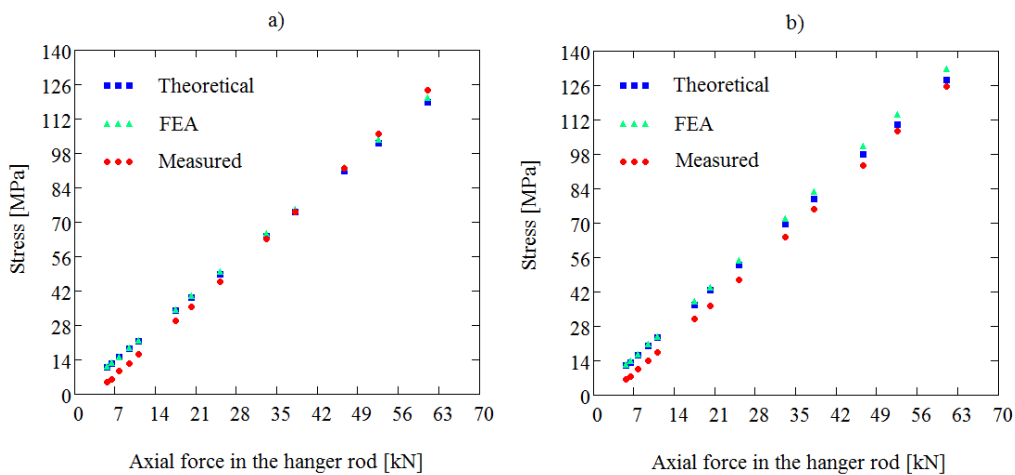 a)
140
126
112
98
84
70
56
42
28
14
0
0 7 14 21 28 35 42 49 56 63 70
Theoretical
FEA
Measured
Stress [MPa]
Axial force in the hanger rod [kN]
b)
140
126
112
98
84
70
56
42
28
14
0
0 7 14 21 28 35 42 49 56 63 70
Theoretical
FEA
Measured
Stress [MPa]
Axial force in the hanger rod [kN]